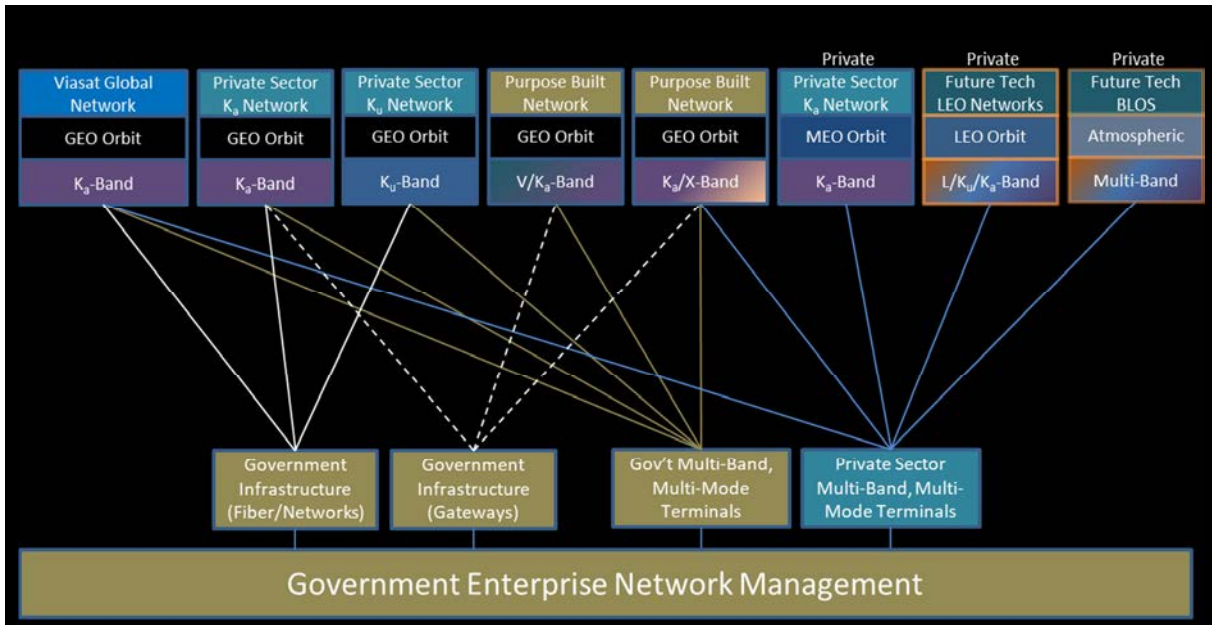 Private
Private
Private
Viasat Global
Network
GEO Orbit
Kₐ-Band
Private Sector
Kₐ Network
GEO Orbit
Kₐ-Band
Private Sector
Kᵤ Network
GEO Orbit
Kᵤ-Band
Purpose Built
Network
GEO Orbit
V/Kₐ-Band
Purpose Built
Network
GEO Orbit
Kₐ/X-Band
Private Sector
Kₐ Network
MEO Orbit
Kₐ-Band
Future Tech
LEO Networks
LEO Orbit
L/Kᵤ/Kₐ-Band
Future Tech
BLOS
Atmospheric
Multi-Band
Government
Infrastructure
(Fiber/Networks)
Government
Infrastructure
(Gateways)
Gov't Multi-Band,
Multi-Mode
Terminals
Private Sector
Multi-Band, Multi-
Mode Terminals
Government Enterprise Network Management